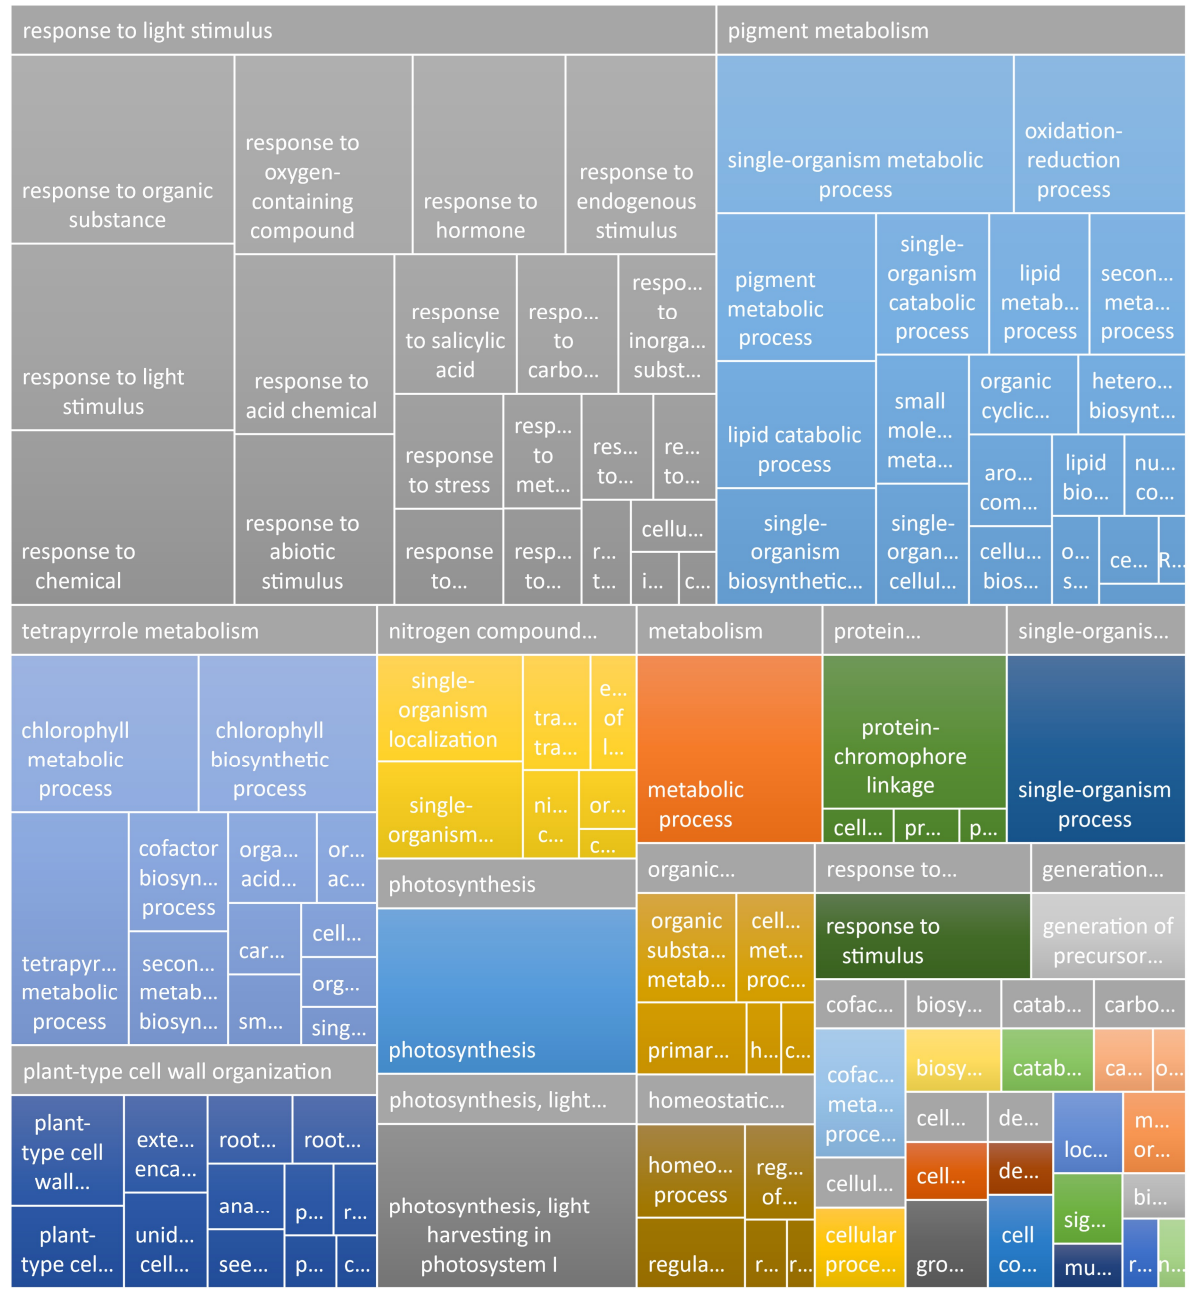 response to light stimulus
response to organic
substance
response to
oxygen-
containing
compound
response to
hormone
response to
endogenous
stimulus
response to light
stimulus
response to
acid chemical
response
to salicylic
acid
respo...
to
carbo...
respo...
to
inorga...
subst...
response to
chemical
response to
abiotic
stimulus
response
to stress
resp...
to
met...
res...
to...
re...
to...
response
to...
resp...
to...
r...
t...
cellu...
i...
c...
pigment metabolism
single-organism metabolic
process
oxidation-
reduction
process
pigment
metabolic
process
single-
organism
catabolic
process
lipid
metab...
process
secon...
meta...
process
lipid catabolic
process
small
mole...
meta...
organic
cyclic...
hetero...
biosynt...
single-
organism
biosynthetic...
single-
organ...
cellul...
aro...
com...
lipid
bio...
nu...
co...
cellu...
bios...
o...
s...
ce...
R...
tetrapyrrole metabolism
chlorophyll
metabolic
process
chlorophyll
biosynthetic
process
tetrapyr...
metabolic
process
cofactor
biosyn...
process
orga...
acid...
or...
ac...
secon...
metab...
biosyn...
car...
cell...
sm...
org...
sing...
plant-type cell wall organization
plant-
type cell
wall...
exte...
enca...
root...
root...
plant-
type cel...
unid...
cell...
ana...
p...
r...
see...
p...
c...
nitrogen compound...
single-
organism
localization
tra...
tra...
e...
of
l...
single-
organism...
ni...
c...
or...
c...
photosynthesis
photosynthesis
photosynthesis, light...
photosynthesis, light
harvesting in
photosystem I
metabolism
metabolic
process
protein...
protein-
chromophore
linkage
cell...
pr...
p...
single-organis...
single-organism
process
organic...
organic
substa...
metab...
cell...
met...
proc...
primar...
h...
c...
homeostatic...
homeo...
process
reg...
of...
regula...
r...
r...
response to...
response to
stimulus
generation...
generation of
precursor...
cofac...
cofac...
meta...
proce...
biosy...
biosy...
catab...
catab...
carbo...
ca...
o...
cellul...
cellular
proce...
cell...
cell...
de...
de...
gro...
cell
co...
loc...
m...
or...
sig...
bi...
mu...
r...
n...